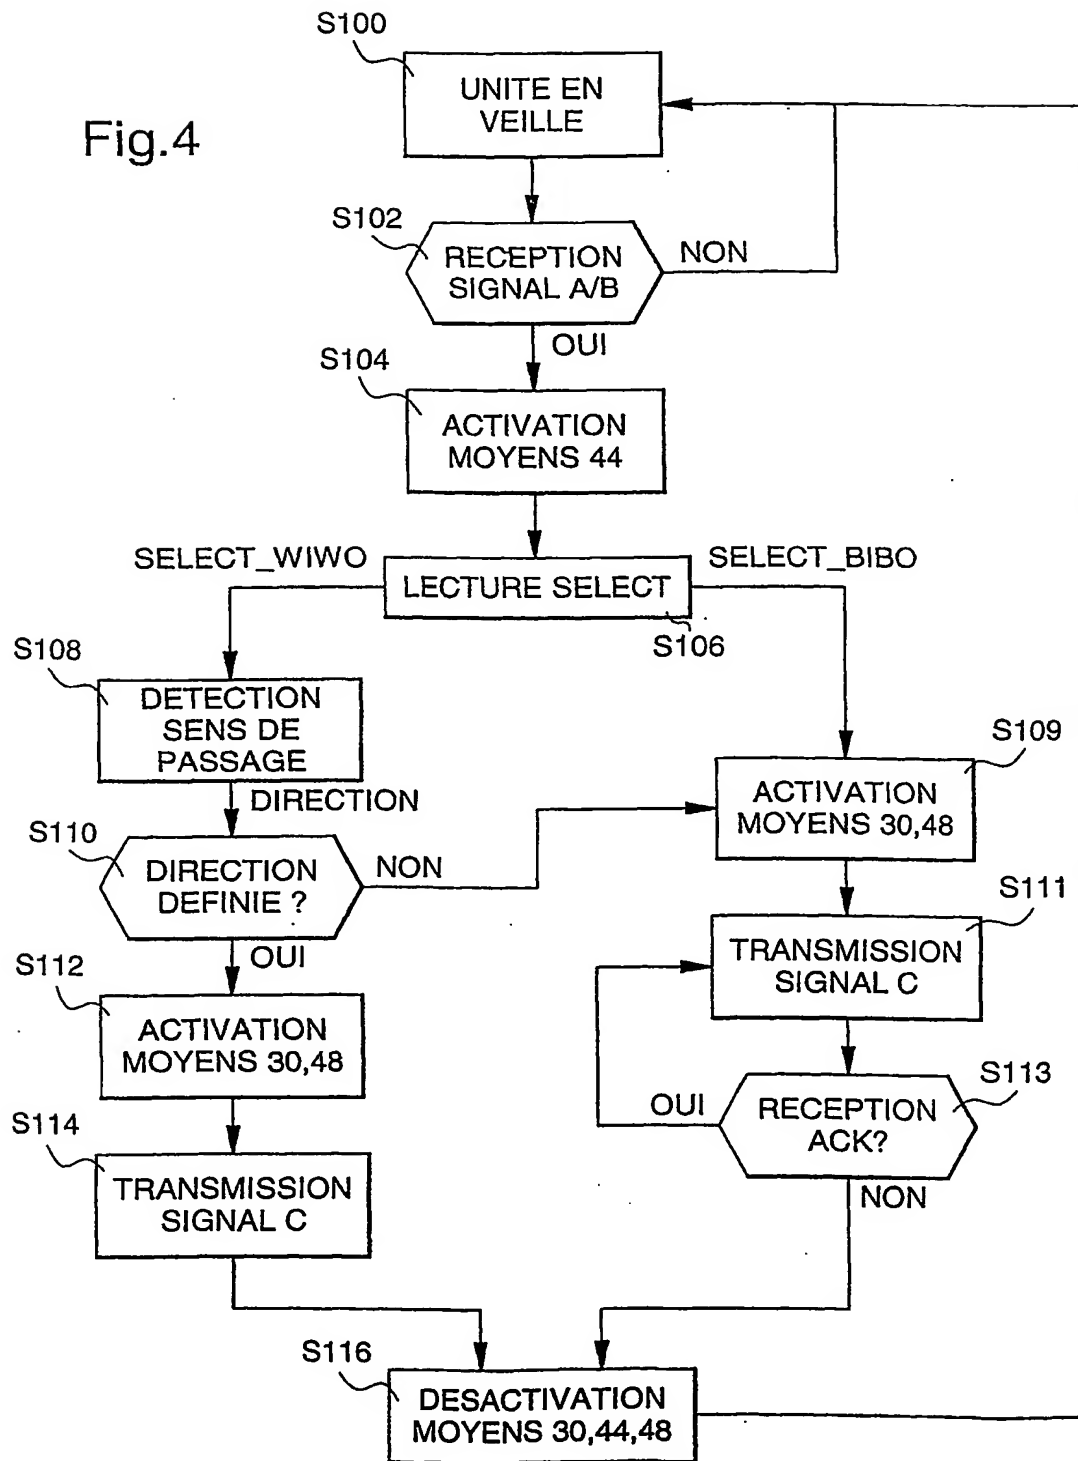 S100
UNITE EN
VEILLE
Fig.4
S102
RECEPTION
SIGNAL A/B
NON
OUI
S104
ACTIVATION
MOYENS 44
SELECT_WIWO
SELECT_BIBO
LECTURE SELECT
S106
S108
DETECTION
SENS DE
PASSAGE
DIRECTION
S109
ACTIVATION
MOYENS 30,48
S110
DIRECTION
DEFINIE ?
NON
OUI
S111
TRANSMISSION
SIGNAL C
S112
ACTIVATION
MOYENS 30,48
S113
OUI
RECEPTION
ACK?
NON
S114
TRANSMISSION
SIGNAL C
S116
DESACTIVATION
MOYENS 30,44,48